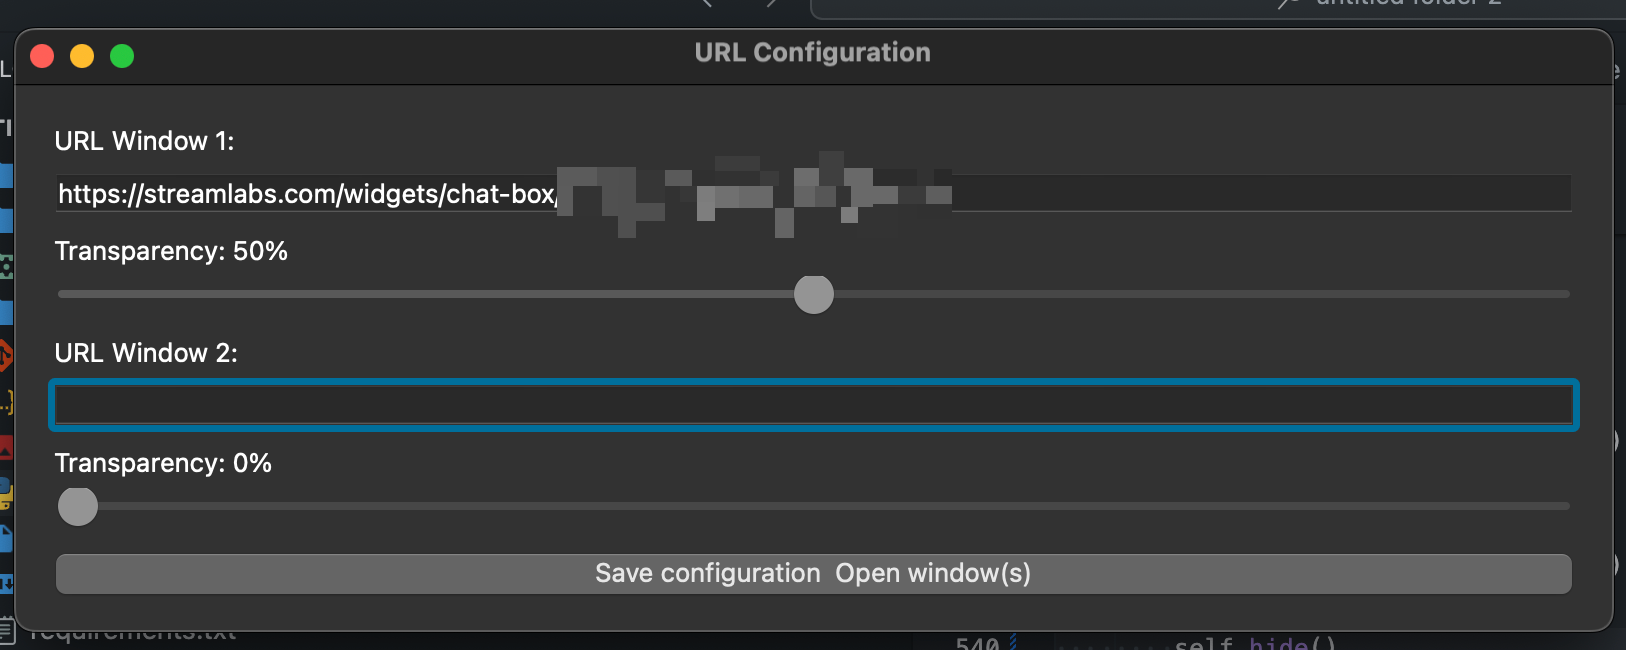 untitled folder 2
URL Configuration
URL Window 1:
https://streamlabs.com/widgets/chat-box/
Transparency: 50%
URL Window 2:
Transparency: 0%
Save configuration Open window(s)
requirements.txt
540 self.hide()